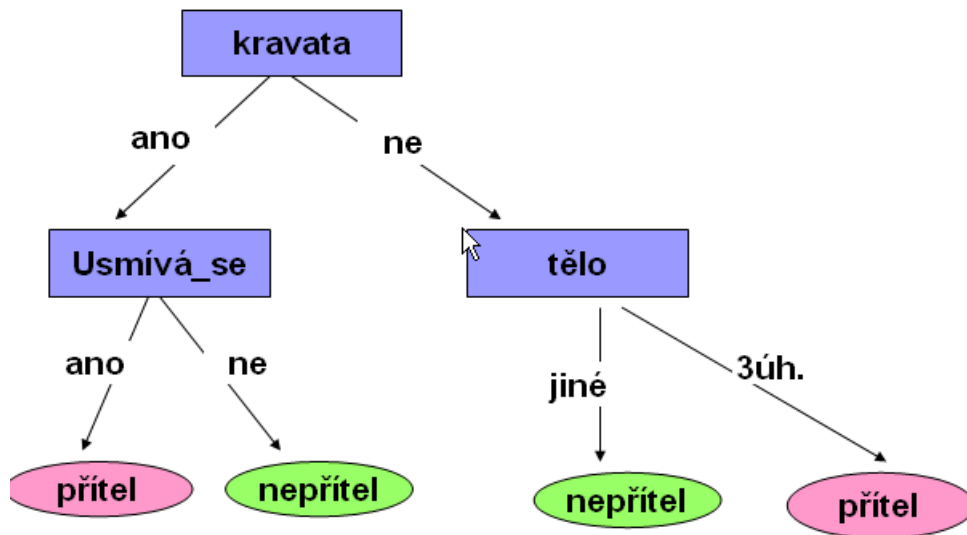 kravata
ano
ne
Usmívá_se
tělo
ano
ne
jiné
3úh.
přítel
nepřítel
nepřítel
přítel